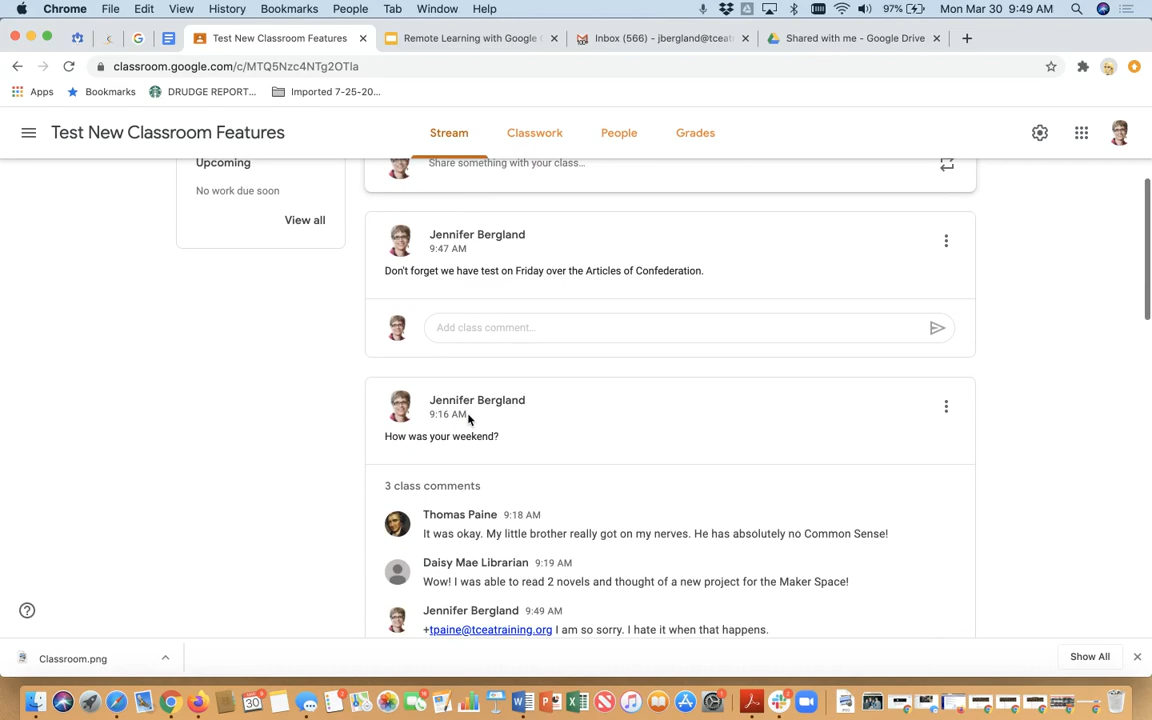 Chrome File Edit View History Bookmarks People Tab Window Help 97% Mon Mar 30 9:49 AM
Test New Classroom Features Remote Learning with Google Inbox (566) - jbergland@tcea Shared with me - Google Drive
classroom.google.com/c/MTQ5Nzc4NTg2OTIa
Apps Bookmarks DRUDGE REPORT... Imported 7-25-20...
Test New Classroom Features Stream Classwork People Grades
Upcoming
No work due soon
View all
Share something with your class...
Jennifer Bergland
9:47 AM
Don't forget we have test on Friday over the Articles of Confederation.
Add class comment...
Jennifer Bergland
9:16 AM
How was your weekend?
3 class comments
Thomas Paine 9:18 AM
It was okay. My little brother really got on my nerves. He has absolutely no Common Sense!
Daisy Mae Librarian 9:19 AM
Wow! I was able to read 2 novels and thought of a new project for the Maker Space!
Jennifer Bergland 9:49 AM
+tpaine@tceatraining.org I am so sorry. I hate it when that happens.
Classroom.png
Show All
30